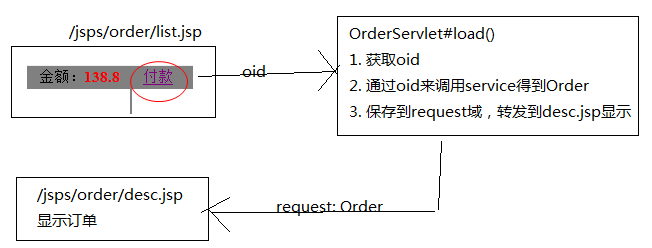 /jsps/order/list.jsp
金额：138.8 付款
oid
OrderServlet#load()
1. 获取oid
2. 通过oid来调用service得到Order
3. 保存到request域，转发到desc.jsp显示
/jsps/order/desc.jsp
显示订单
request: Order